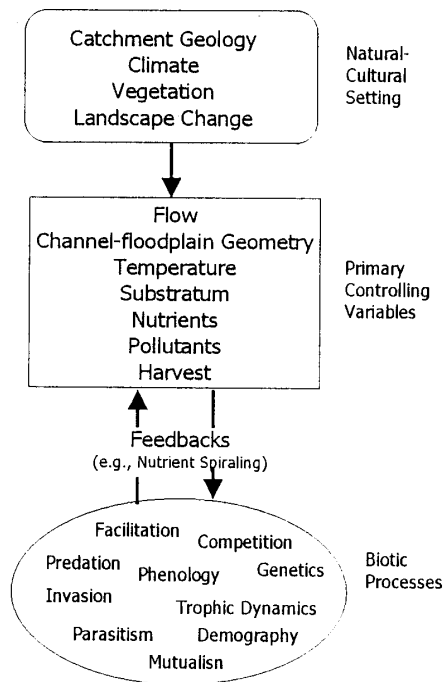 Catchment Geology
Climate
Vegetation
Landscape Change
Natural-
Cultural
Setting
Flow
Channel-floodplain Geometry
Temperature
Substratum
Nutrients
Pollutants
Harvest
Primary
Controlling
Variables
Feedbacks
(e.g., Nutrient Spiraling)
Facilitation
Competition
Predation
Phenology
Genetics
Invasion
Trophic Dynamics
Parasitism
Demography
Mutualism
Biotic
Processes